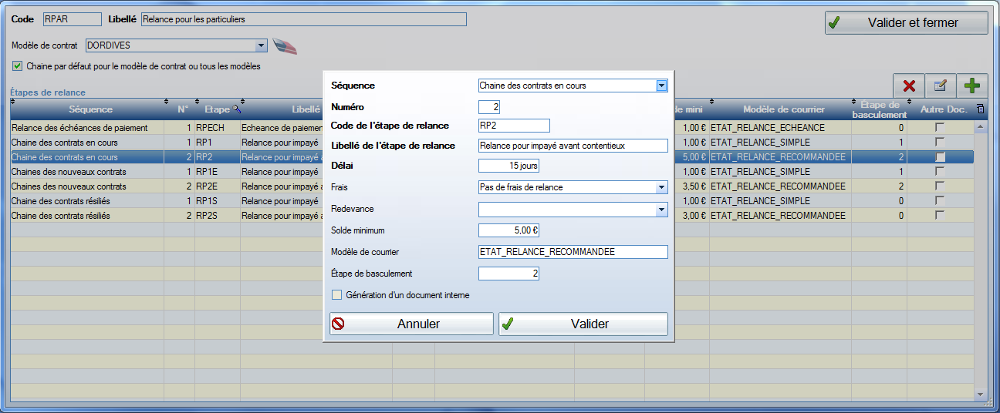 Code RPAR Libellé Relance pour les particuliers
Valider et fermer
Modèle de contrat DORDIVES
Chaine par défaut pour le modèle de contrat ou tous les modèles
Étapes de relance
Séquence N° Etape Libellé de mini Modèle de courrier Étape de basculement Autre Doc.
Relance des échéances de paiement 1 RPECH Echeance de paiemen 1,00 € ETAT_RELANCE_ECHEANCE 0
Chaine des contrats en cours 1 RP1 Relance pour impayé 1,00 € ETAT_RELANCE_SIMPLE 1
Chaine des contrats en cours 2 RP2 Relance pour impayé a 5,00 € ETAT_RELANCE_RECOMMANDEE 2
Chaines des nouveaux contrats 1 RP1E Relance pour impayé 1,00 € ETAT_RELANCE_SIMPLE 1
Chaines des nouveaux contrats 2 RP2E Relance pour impayé a 3,50 € ETAT_RELANCE_RECOMMANDEE 2
Chaine des contrats résiliés 1 RP1S Relance pour impayé 1,00 € ETAT_RELANCE_SIMPLE 0
Chaine des contrats résiliés 2 RP2S Relance pour impayé a 3,00 € ETAT_RELANCE_RECOMMANDEE 0
Séquence Chaine des contrats en cours
Numéro 2
Code de l'étape de relance RP2
Libellé de l'étape de relance Relance pour impayé avant contentieux
Délai 15 jours
Frais Pas de frais de relance
Redevance
Solde minimum 5,00 €
Modèle de courrier ETAT_RELANCE_RECOMMANDEE
Étape de basculement 2
Génération d'un document interne
Annuler Valider